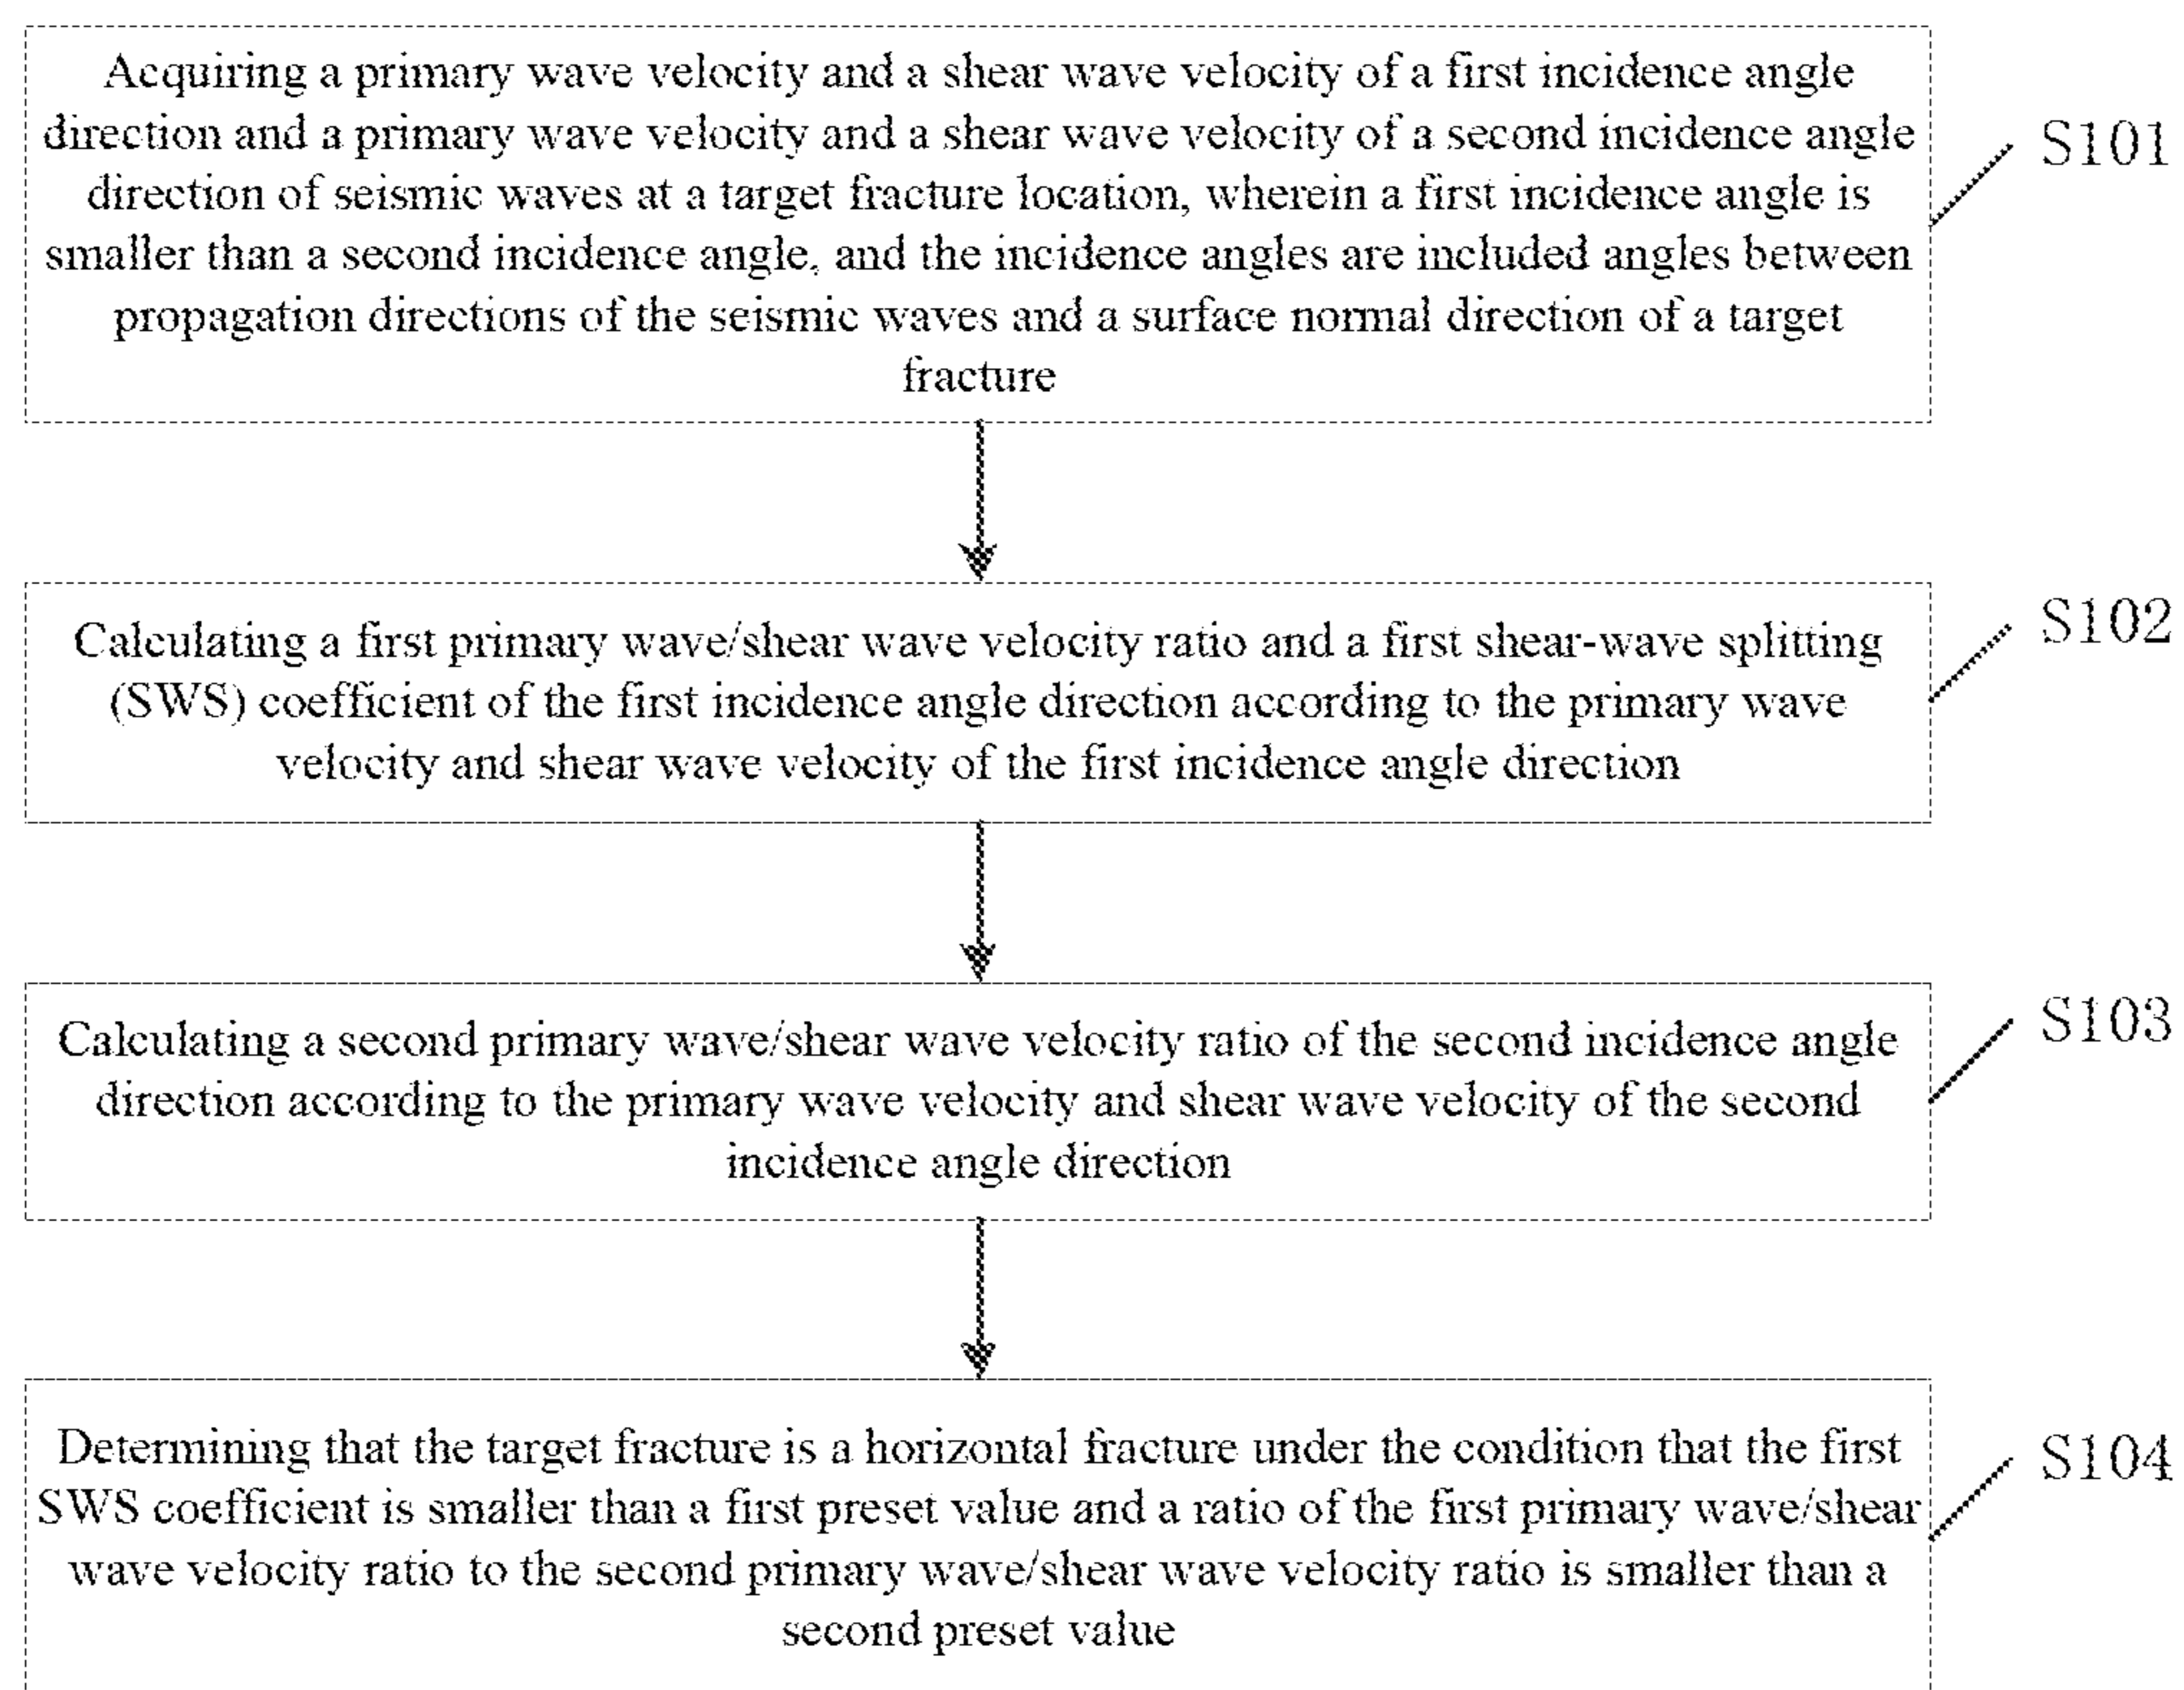 Acquiring a primary wave velocity and a shear wave velocity of a first incidence angle
direction and a primary wave velocity and a shear wave velocity of a second incidence angle
direction of seismic waves at a target fracture location, wherein a first incidence angle is
smaller than a second incidence angle, and the incidence angles are included angles between
propagation directions of the seismic waves and a surface normal direction of a target
fracture
S101
Calculating a first primary wave/shear wave velocity ratio and a first shear-wave splitting
(SWS) coefficient of the first incidence angle direction according to the primary wave
velocity and shear wave velocity of the first incidence angle direction
S102
Calculating a second primary wave/shear wave velocity ratio of the second incidence angle
direction according to the primary wave velocity and shear wave velocity of the second
incidence angle direction
S103
Determining that the target fracture is a horizontal fracture under the condition that the first
SWS coefficient is smaller than a first preset value and a ratio of the first primary wave/shear
wave velocity ratio to the second primary wave/shear wave velocity ratio is smaller than a
second preset value
S104